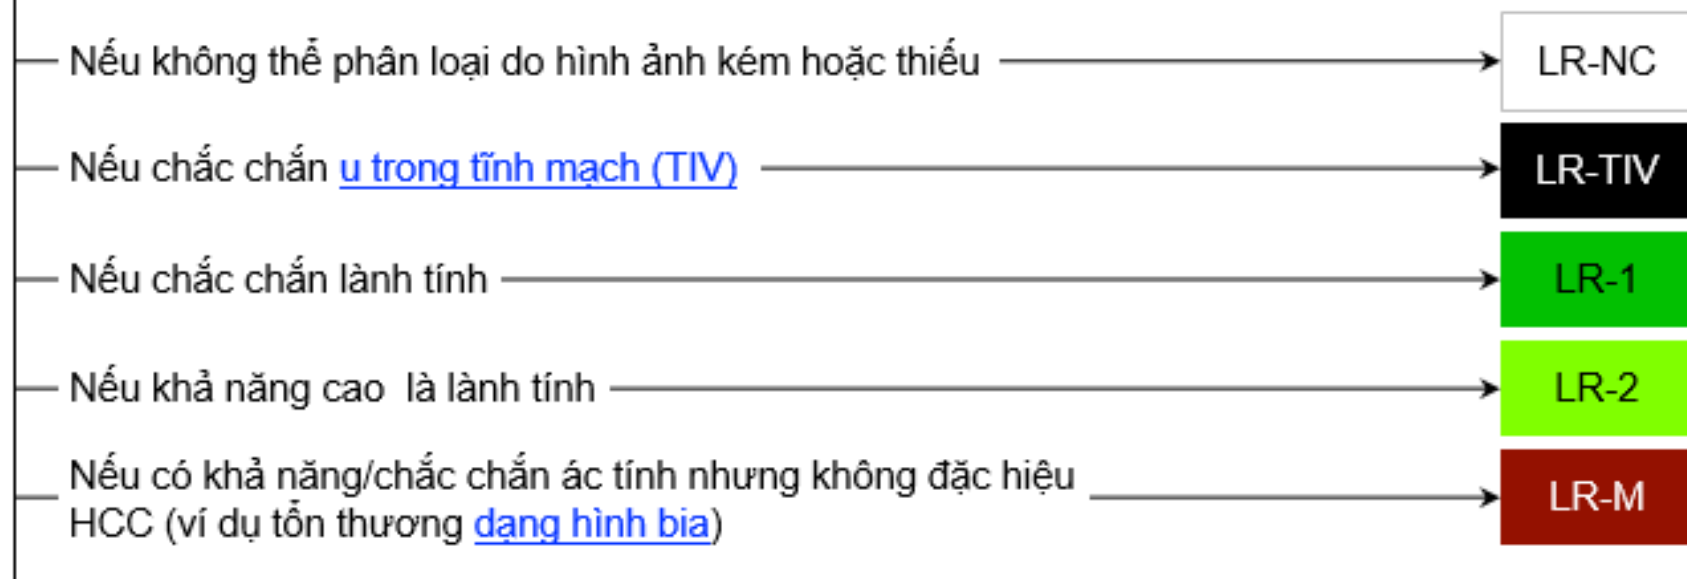 Nếu không thể phân loại do hình ảnh kém hoặc thiếu LR-NC
Nếu chắc chắn u trong tĩnh mạch (TIV) LR-TIV
Nếu chắc chắn lành tính LR-1
Nếu khả năng cao là lành tính LR-2
Nếu có khả năng/chắc chắn ác tính nhưng không đặc hiệu
HCC (ví dụ tổn thương dạng hình bia) LR-M